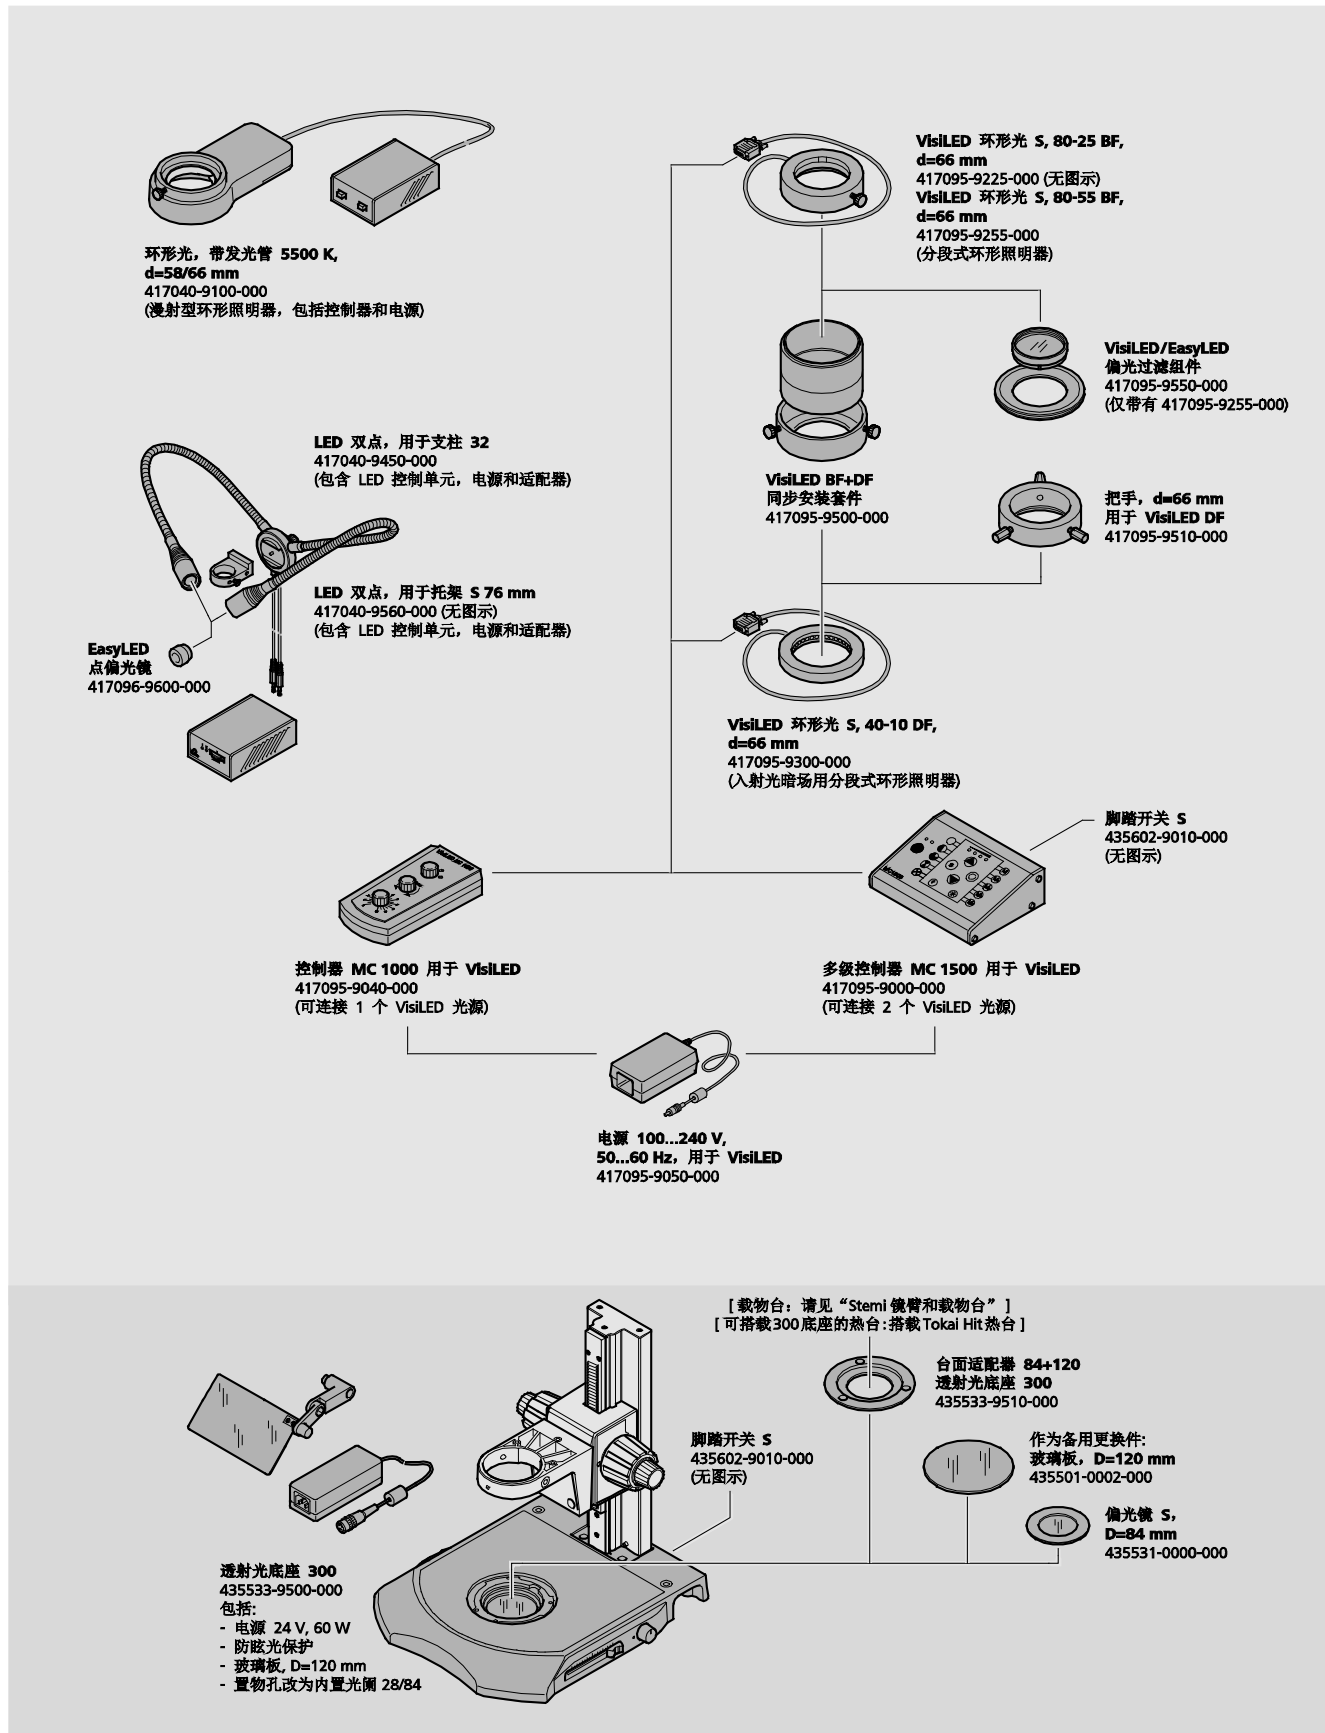 环形光，带发光管 5500 K,
d=58/66 mm
417040-9100-000
(漫射型环形照明器，包括控制器和电源)
VisiLED 环形光 S, 80-25 BF,
d=66 mm
417095-9225-000 (无图示)
VisiLED 环形光 S, 80-55 BF,
d=66 mm
417095-9255-000
(分段式环形照明器)
VisiLED/EasyLED
偏光过滤组件
417095-9550-000
(仅带有 417095-9255-000)
LED 双点，用于支柱 32
417040-9450-000
(包含 LED 控制单元，电源和适配器)
VisiLED BF+DF
同步安装套件
417095-9500-000
把手，d=66 mm
用于 VisiLED DF
417095-9510-000
LED 双点，用于托架 S 76 mm
417040-9560-000 (无图示)
(包含 LED 控制单元，电源和适配器)
EasyLED
点偏光镜
417096-9600-000
VisiLED 环形光 S, 40-10 DF,
d=66 mm
417095-9300-000
(入射光暗场用分段式环形照明器)
脚踏开关 S
435602-9010-000
(无图示)
控制器 MC 1000 用于 VisiLED
417095-9040-000
(可连接 1 个 VisiLED 光源)
多级控制器 MC 1500 用于 VisiLED
417095-9000-000
(可连接 2 个 VisiLED 光源)
电源 100...240 V,
50...60 Hz，用于 VisiLED
417095-9050-000
[ 载物台：请见“Stemi 镜臂和载物台” ]
[ 可搭载300底座的热台：搭载Tokai Hit热台 ]
台面适配器 84+120
透射光底座 300
435533-9510-000
脚踏开关 S
435602-9010-000
(无图示)
作为备用更换件:
玻璃板，D=120 mm
435501-0002-000
偏光镜 S，
D=84 mm
435531-0000-000
透射光底座 300
435533-9500-000
包括:
- 电源 24 V, 60 W
- 防眩光保护
- 玻璃板, D=120 mm
- 置物孔改为内置光阑 28/84